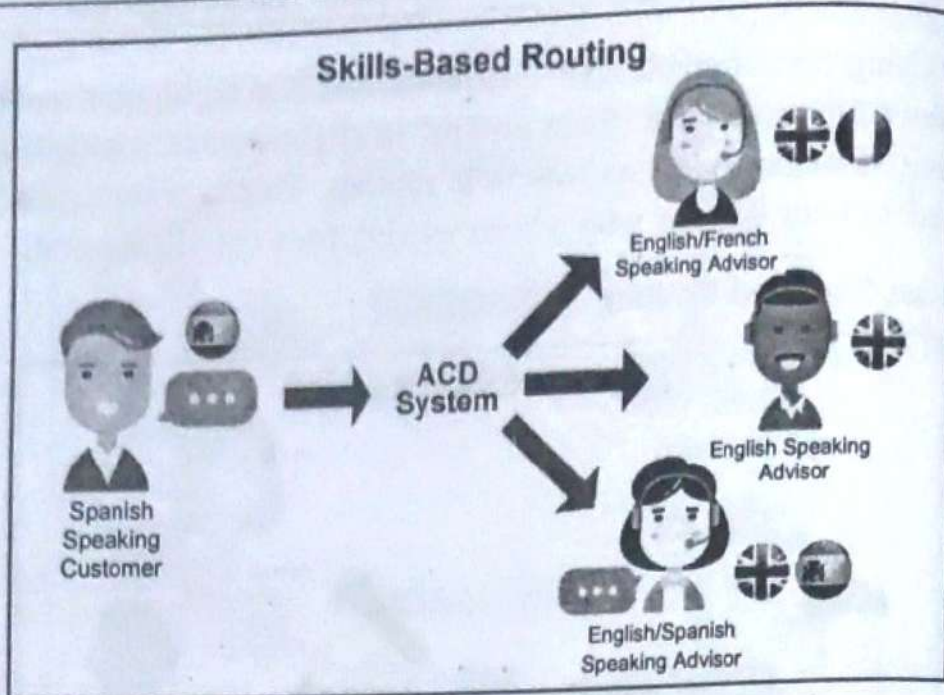 Skills-Based Routing
English/French
Speaking Advisor
ACD
System
English Speaking
Advisor
Spanish
Speaking
Customer
English/Spanish
Speaking Advisor